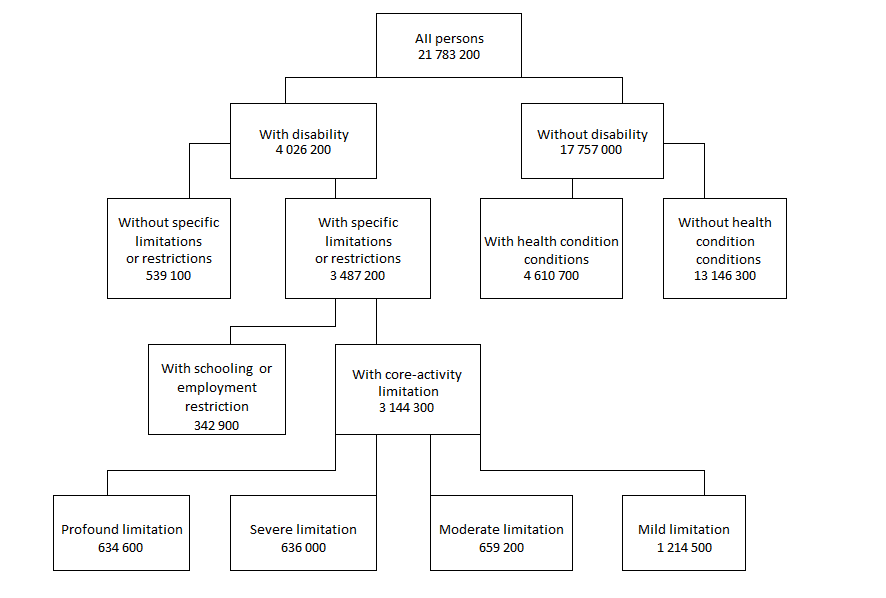 All persons
21 783 200
With disability
4 026 200
Without disability
17 757 000
Without specific
limitations
or restrictions
539 100
With specific
limitations
or restrictions
3 487 200
With health condition
conditions
4 610 700
Without health
condition
conditions
13 146 300
With schooling or
employment
restriction
342 900
With core-activity
limitation
3 144 300
Profound limitation
634 600
Severe limitation
636 000
Moderate limitation
659 200
Mild limitation
1 214 500